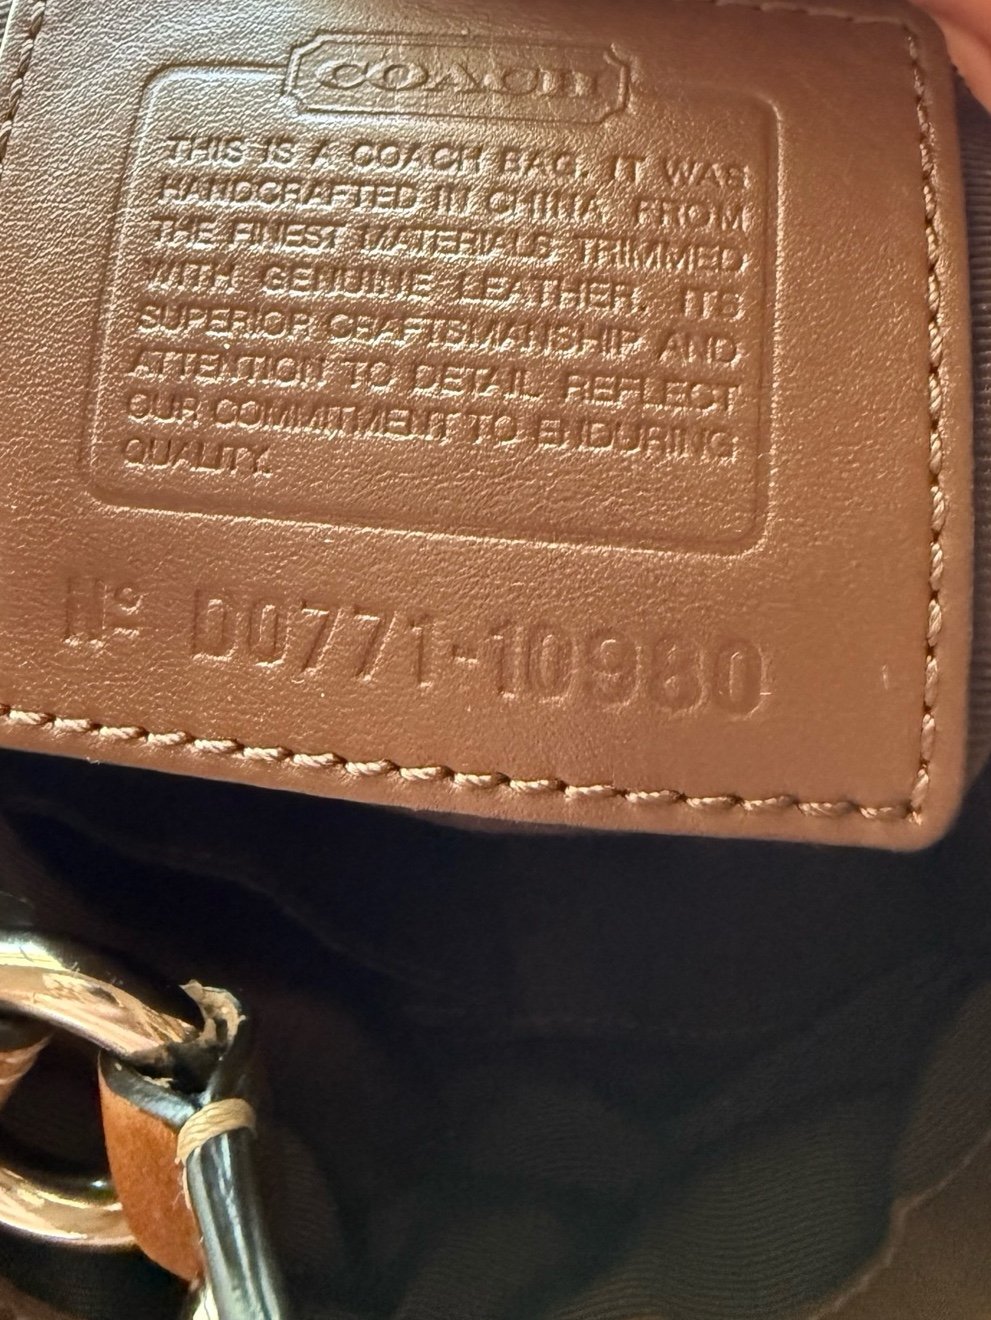 COACH
THIS IS A COACH BAG. IT WAS
HANDCRAFTED IN CHINA FROM
THE FINEST MATERIALS TRIMMED
WITH GENUINE LEATHER. ITS
SUPERIOR CRAFTSMANSHIP AND
ATTENTION TO DETAIL REFLECT
OUR COMMITMENT TO ENDURING
QUALITY.
Nº D0771-10980